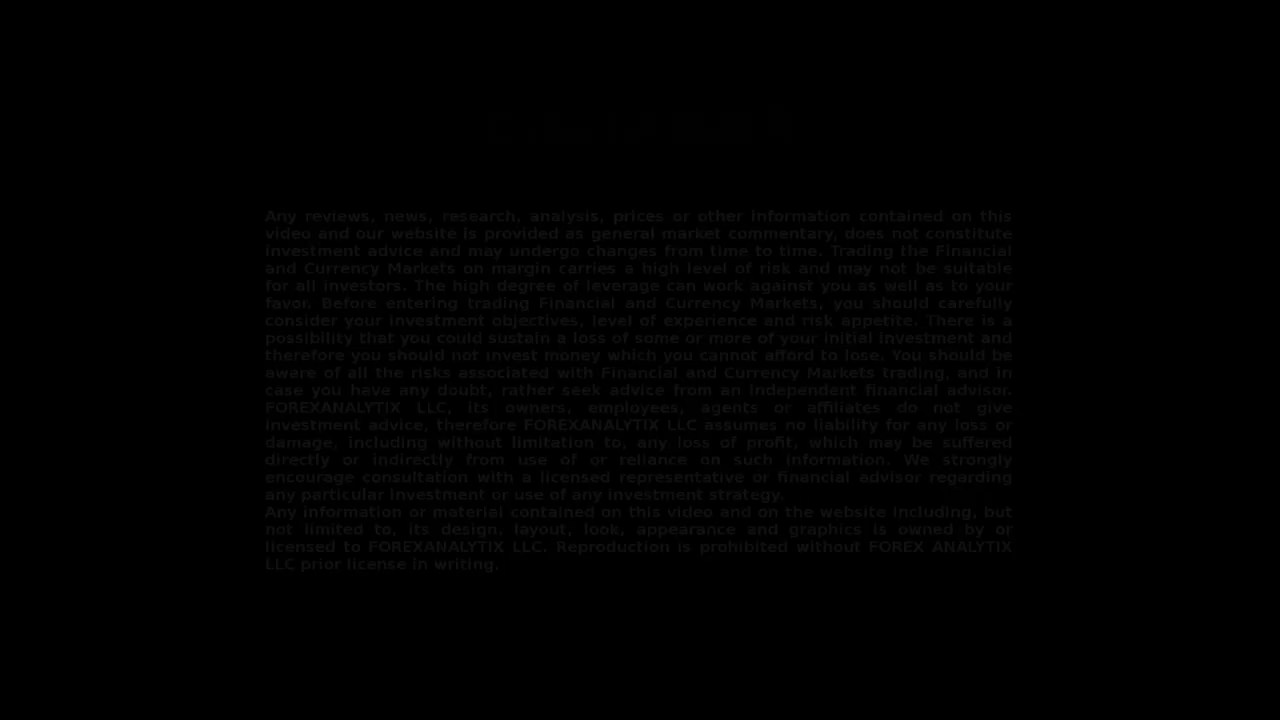 Any reviews, news, research, analysis, prices or other information contained on this
video and our website is provided as general market commentary, does not constitute
investment advice and may undergo changes from time to time. Trading the Financial
and Currency Markets on margin carries a high level of risk and may not be suitable
for all investors. The high degree of leverage can work against you as well as to your
favor. Before entering trading Financial and Currency Markets, you should carefully
consider your investment objectives, level of experience and risk appetite. There is a
possibility that you could sustain a loss of some or more of your initial investment and
therefore you should not invest money which you cannot afford to lose. You should be
aware of all the risks associated with Financial and Currency Markets trading, and in
case you have any doubt, rather seek advice from an independent financial advisor.
FOREXANALYTIX LLC, its owners, employees, agents or affiliates do not give
investment advice, therefore FOREXANALYTIX LLC assumes no liability for any loss or
damage, including without limitation to, any loss of profit, which may be suffered
directly or indirectly from use of or reliance on such information. We strongly
encourage consultation with a licensed representative or financial advisor regarding
any particular investment or use of any investment strategy.
Any information or material contained on this video and on the website including, but
not limited to, its design, layout, look, appearance and graphics is owned by or
licensed to FOREXANALYTIX LLC. Reproduction is prohibited without FOREX ANALYTIX
LLC prior license in writing.